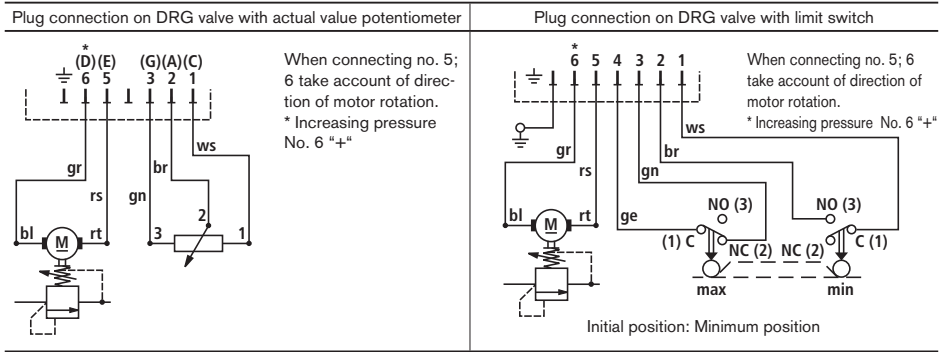 Plug connection on DRG valve with actual value potentiometer
*
(D)(E) (G)(A)(C)
6 5 3 2 1
When connecting no. 5;
6 take account of direc-
tion of motor rotation.
* Increasing pressure
No. 6 "+“
ws
gr br
rs gn
2
bl M rt 3 1
Plug connection on DRG valve with limit switch
*
6 5 4 3 2 1
When connecting no. 5; 6
take account of direction of
motor rotation.
* Increasing pressure No. 6 "+“
ws
gr br
rs gn
NO (3) NO (3)
bl M rt ge
(1) C NC (2) NC (2) C (1)
max min
Initial position: Minimum position